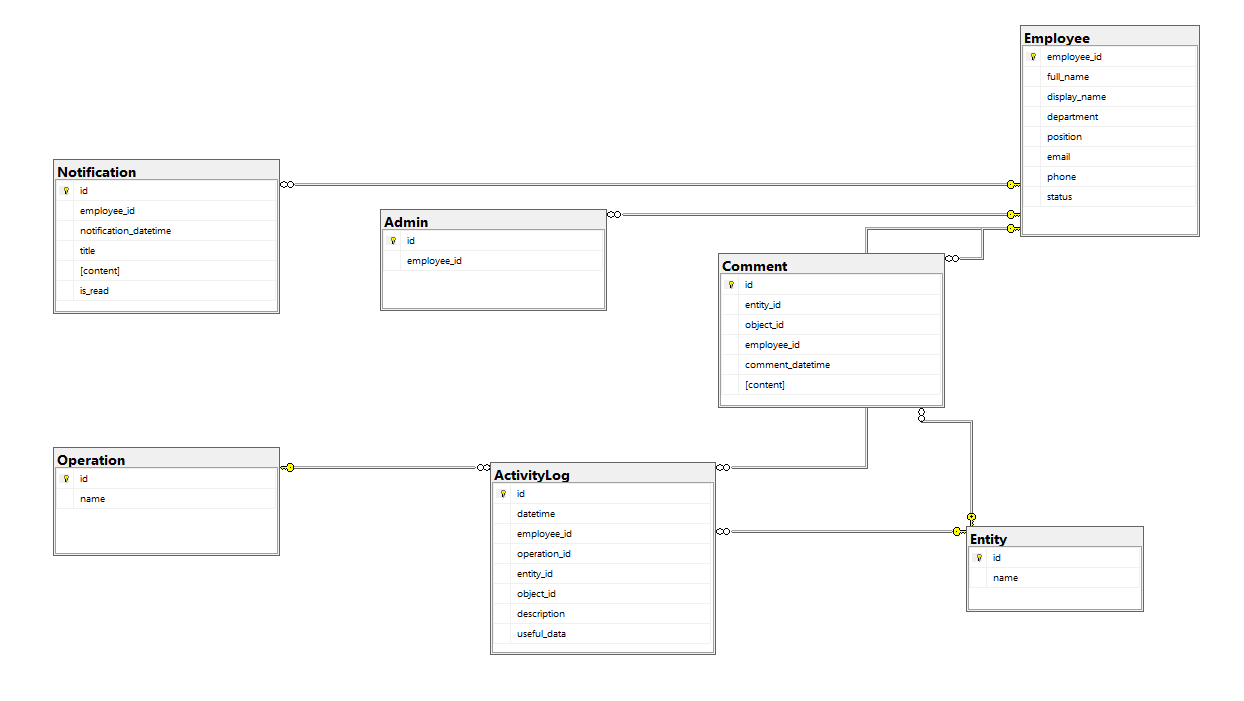 Employee
employee_id
full_name
display_name
department
position
email
phone
status
Notification
id
employee_id
notification_datetime
title
[content]
is_read
Admin
id
employee_id
Comment
id
entity_id
object_id
employee_id
comment_datetime
[content]
Operation
id
name
ActivityLog
id
datetime
employee_id
operation_id
entity_id
object_id
description
useful_data
Entity
id
name